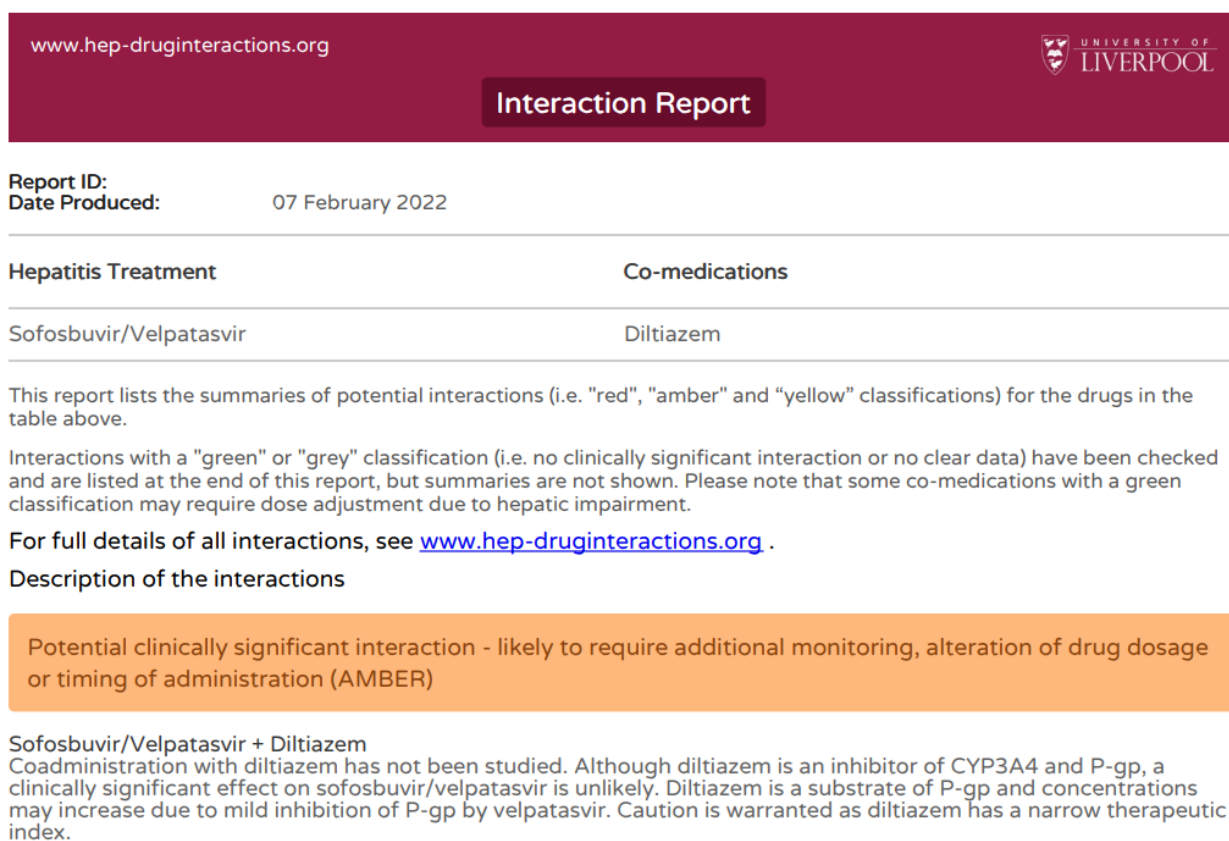 www.hep-druginteractions.org
UNIVERSITY OF
LIVERPOOL
Interaction Report
Report ID:
Date Produced: 07 February 2022
Hepatitis Treatment Co-medications
Sofosbuvir/Velpatasvir Diltiazem
This report lists the summaries of potential interactions (i.e. "red", "amber" and “yellow” classifications) for the drugs in the
table above.
Interactions with a "green" or "grey" classification (i.e. no clinically significant interaction or no clear data) have been checked
and are listed at the end of this report, but summaries are not shown. Please note that some co-medications with a green
classification may require dose adjustment due to hepatic impairment.
For full details of all interactions, see www.hep-druginteractions.org .
Description of the interactions
Potential clinically significant interaction - likely to require additional monitoring, alteration of drug dosage
or timing of administration (AMBER)
Sofosbuvir/Velpatasvir + Diltiazem
Coadministration with diltiazem has not been studied. Although diltiazem is an inhibitor of CYP3A4 and P-gp, a
clinically significant effect on sofosbuvir/velpatasvir is unlikely. Diltiazem is a substrate of P-gp and concentrations
may increase due to mild inhibition of P-gp by velpatasvir. Caution is warranted as diltiazem has a narrow therapeutic
index.